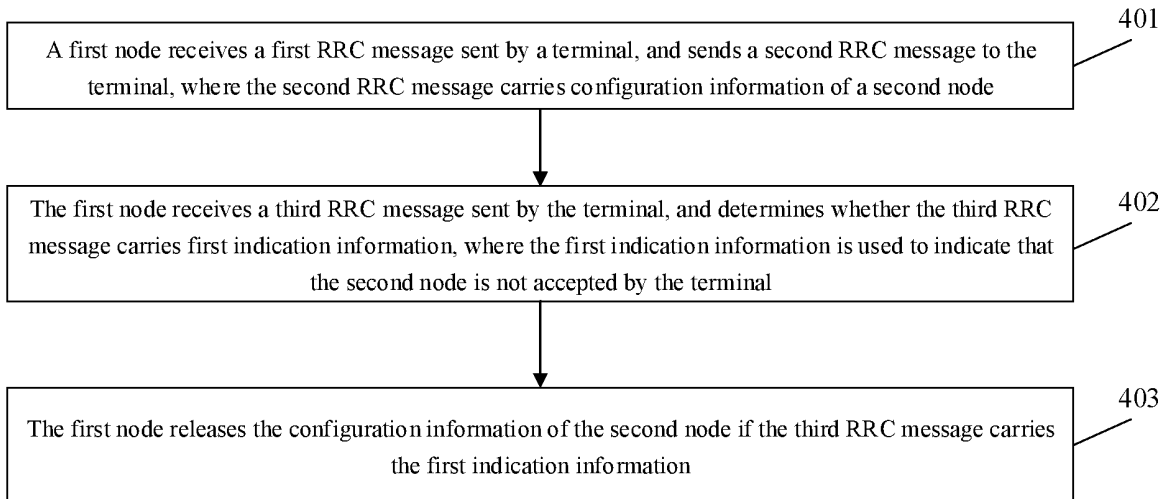 401
A first node receives a first RRC message sent by a terminal, and sends a second RRC message to the
terminal, where the second RRC message carries configuration information of a second node
402
The first node receives a third RRC message sent by the terminal, and determines whether the third RRC
message carries first indication information, where the first indication information is used to indicate that
the second node is not accepted by the terminal
403
The first node releases the configuration information of the second node if the third RRC message carries
the first indication information